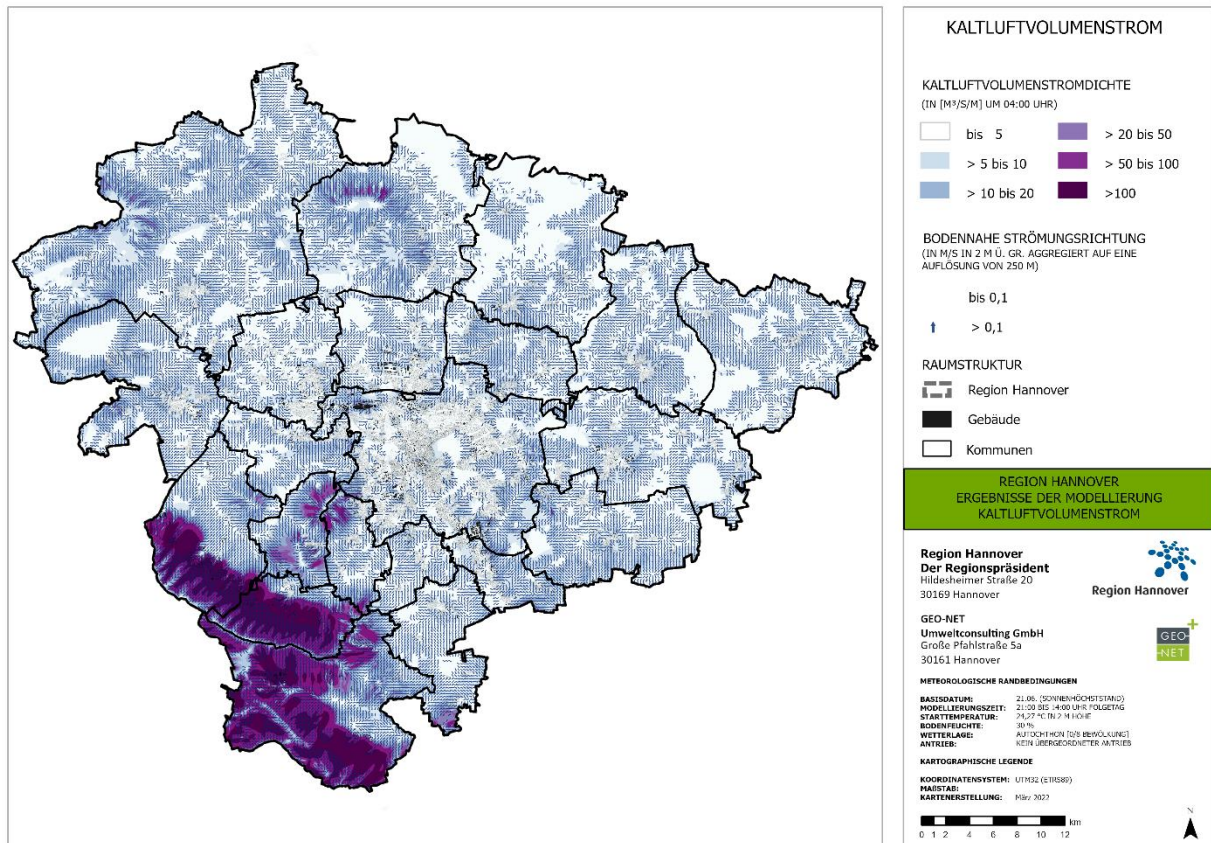 KALTLUFTVOLUMENSTROM
KALTLUFTVOLUMENSTROMDICHTE
(IN [M³/S/M] UM 04:00 UHR)
bis 5
> 20 bis 50
> 5 bis 10
> 50 bis 100
> 10 bis 20
>100
BODENNAHE STRÖMUNGSRICHTUNG
(IN M/S IN 2 M Ü. GR. AGGREGIERT AUF EINE
AUFLÖSUNG VON 250 M)
bis 0,1
> 0,1
RAUMSTRUKTUR
Region Hannover
Gebäude
Kommunen
REGION HANNOVER
ERGEBNISSE DER MODELLIERUNG
KALTLUFTVOLUMENSTROM
Region Hannover
Der Regionspräsident
Hildesheimer Straße 20
30169 Hannover
Region Hannover
GEO-NET
Umweltconsulting GmbH
Große Pfahlstraße 5a
30161 Hannover
GEO-
-NET
METEOROLOGISCHE RANDBEDINGUNGEN
BASISDATUM: 21.06. (SONNENHÖCHSTSTAND)
MODELLIERUNGSZEIT: 21:00 BIS 14:00 UHR FOLGETAG
STARTTEMPERATUR: 24,27 °C IN 2 M HÖHE
BODENFEUCHTE: 30 %
WETTERLAGE: AUTOCHTHON [0/8 BEWÖLKUNG]
ANTRIEB: KEIN ÜBERGEORDNETER ANTRIEB
KARTOGRAPHISCHE LEGENDE
KOORDINATENSYSTEM: UTM32 (ETRS89)
MAßSTAB:
KARTENERSTELLUNG: März 2022
km
0 1 2 4 6 8 10 12
N